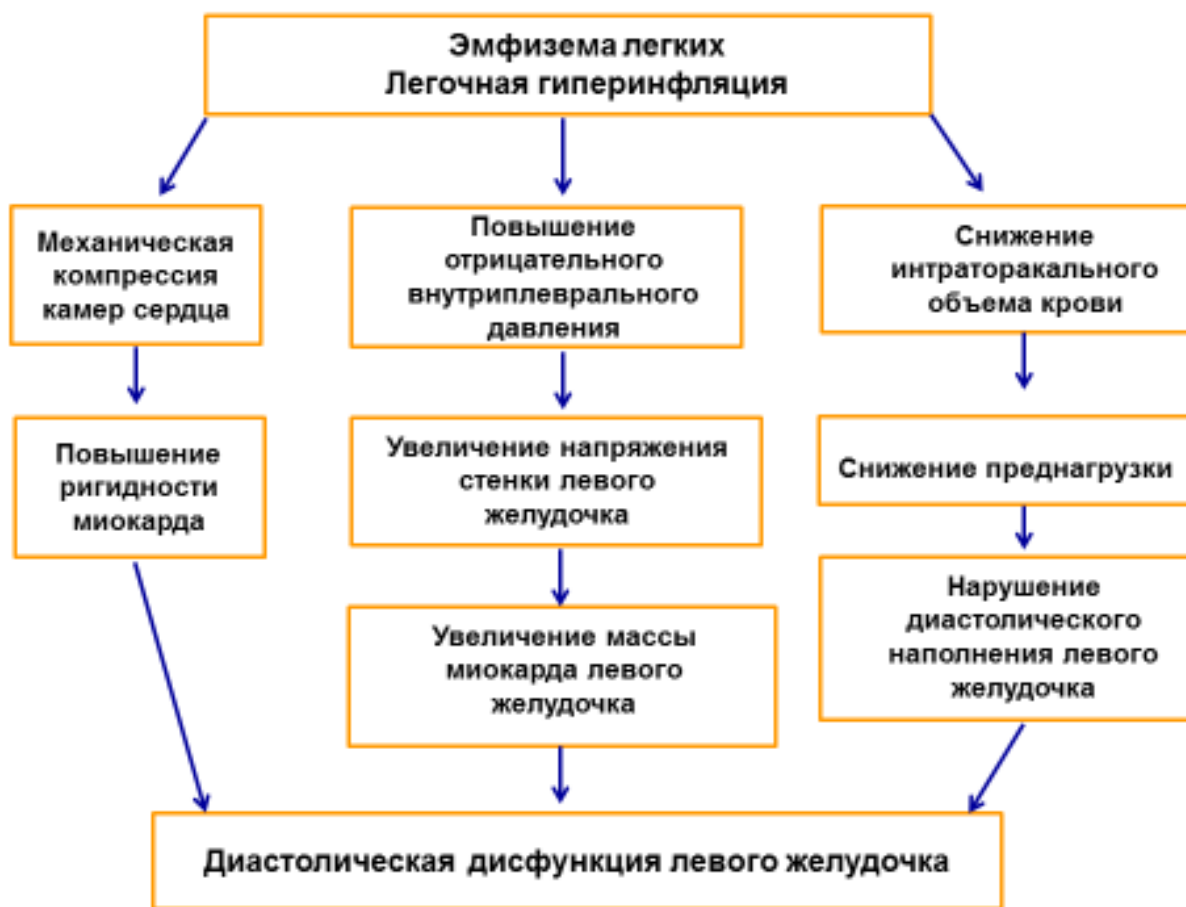 Эмфизема легких
Легочная гиперинфляция
Механическая
компрессия
камер сердца
Повышение
отрицательного
внутриплеврального
давления
Снижение
интраторакального
объема крови
Повышение
ригидности
миокарда
Увеличение напряжения
стенки левого
желудочка
Снижение преднагрузки
Увеличение массы
миокарда левого
желудочка
Нарушение
диастолического
наполнения левого
желудочка
Диастолическая дисфункция левого желудочка